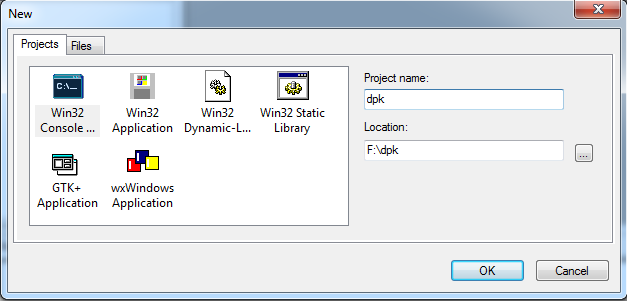 New
Projects
Files
Win32
Console ...
Win32
Application
Win32
Dynamic-L...
Win32 Static
Library
GTK+
Application
wxWindows
Application
Project name:
dpk
Location:
F:\dpk
...
OK
Cancel